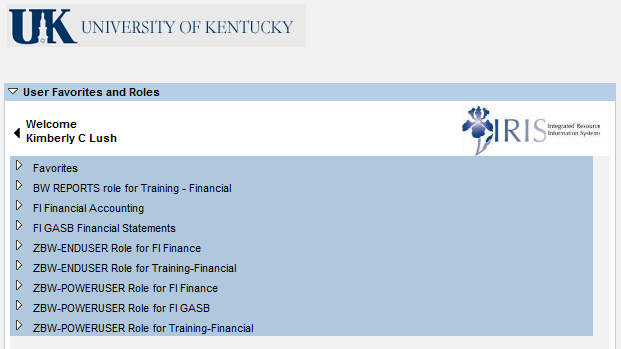 UK UNIVERSITY OF KENTUCKY
User Favorites and Roles
Welcome
Kimberly C Lush
IRIS Integrated Resource
Information Systems
Favorites
BW REPORTS role for Training - Financial
FI Financial Accounting
FI GASB Financial Statements
ZBW-ENDUSER Role for FI Finance
ZBW-ENDUSER Role for Training-Financial
ZBW-POWERUSER Role for FI Finance
ZBW-POWERUSER Role for FI GASB
ZBW-POWERUSER Role for Training-Financial